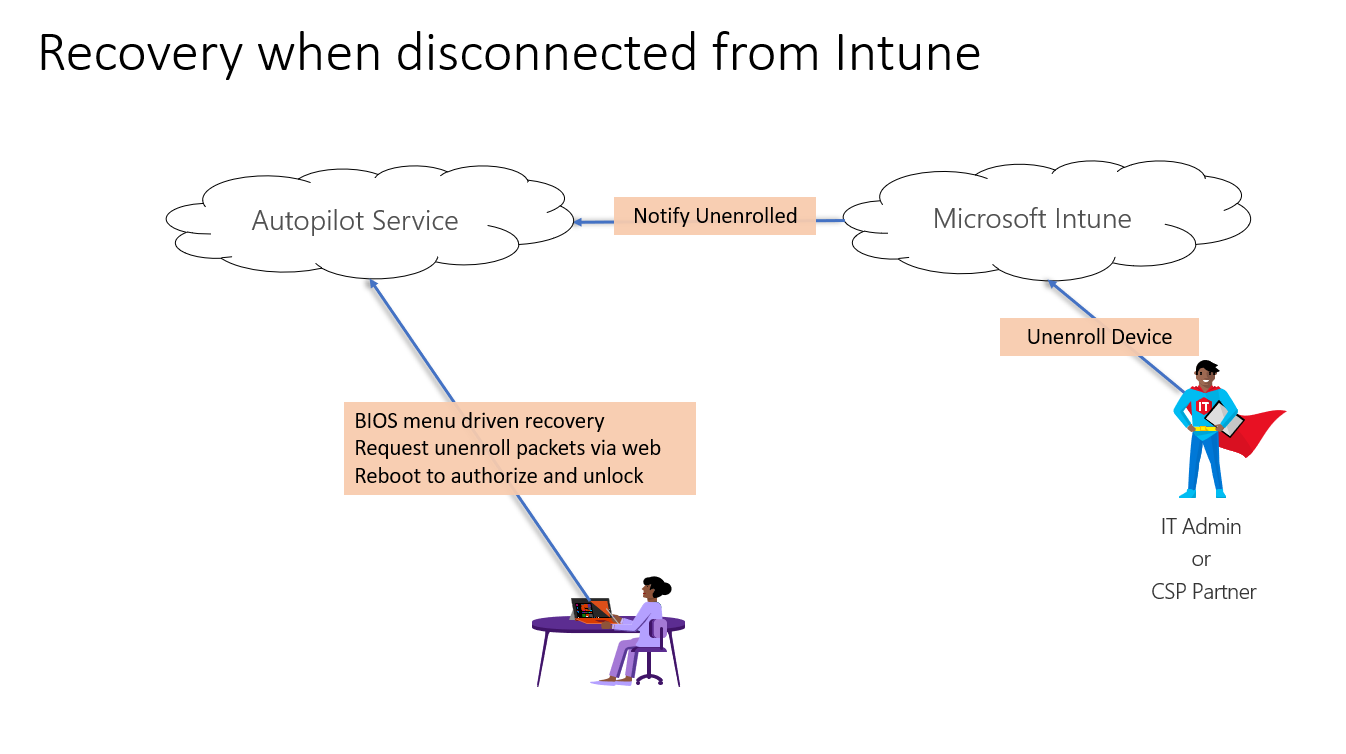 Recovery when disconnected from Intune
Autopilot Service
Notify Unenrolled
Microsoft Intune
Unenroll Device
IT
BIOS menu driven recovery
Request unenroll packets via web
Reboot to authorize and unlock
IT Admin
or
CSP Partner